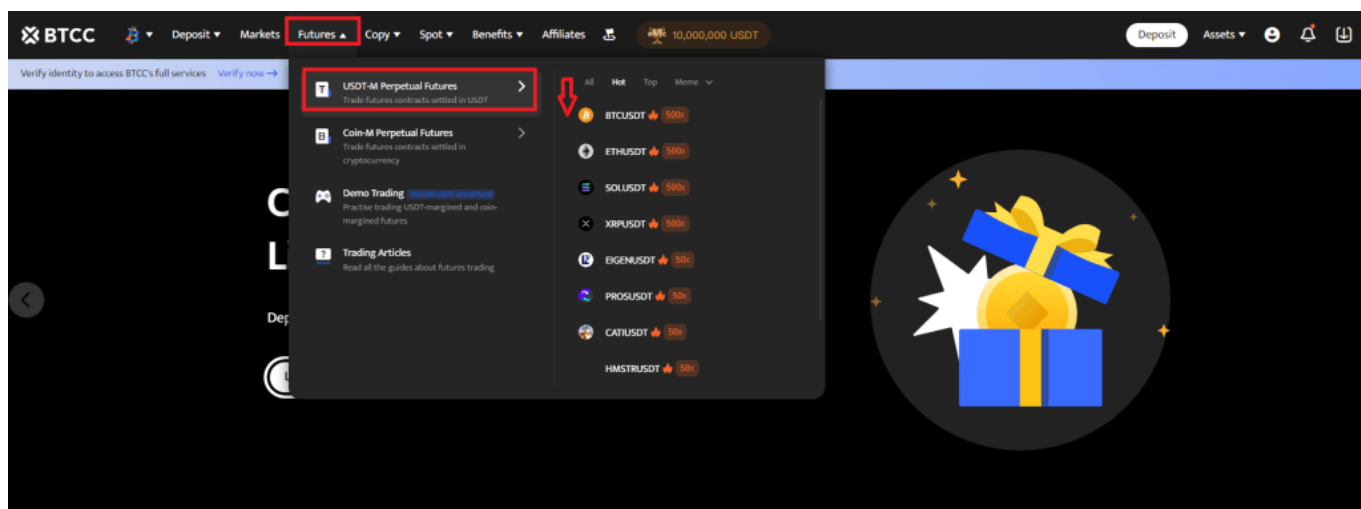 BTCC Deposit Markets Futures Copy Spot Benefits Affiliates 10,000,000 USDT Deposit Assets
Verify identity to access BTCC's full services Verify now →
USDT-M Perpetual Futures
Trade futures contracts settled in USDT
Coin-M Perpetual Futures
Trade futures contracts settled in
cryptocurrency
Demo Trading
Practise trading USDT-margined and coin-
margined futures
Trading Articles
Read all the guides about futures trading
All Hot Top Meme
BTCUSDT 500x
ETHUSDT 500x
SOLUSDT 500x
XRPUSDT 500x
EIGENUSDT 50x
PROSUSDT 50x
CATIUSDT 50x
HMSTRUSDT 50x
C
L
Dep